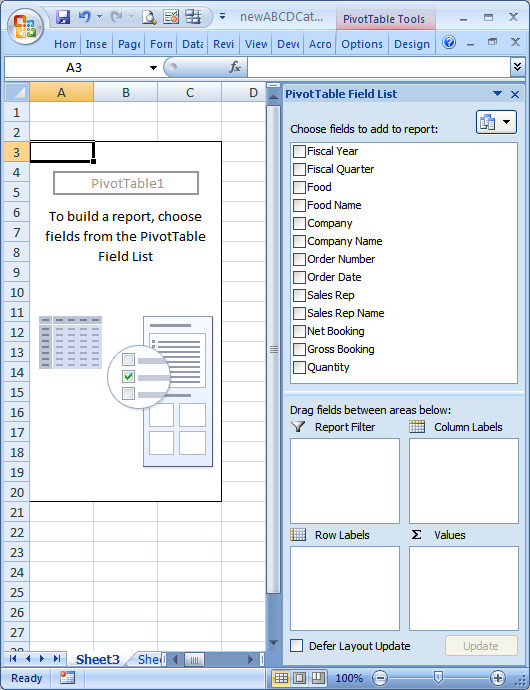 newABCDCat... PivotTable Tools
Hom Inse Page Forn Data Revi View Deve Acro Options Design
A3 fx
A B C D
PivotTable Field List
1
2
3
4
5
6
7
8
9
10
11
12
13
14
15
16
17
18
19
20
21
22
23
24
25
26
27
28
PivotTable1
To build a report, choose
fields from the PivotTable
Field List
Choose fields to add to report:
Fiscal Year
Fiscal Quarter
Food
Food Name
Company
Company Name
Order Number
Order Date
Sales Rep
Sales Rep Name
Net Booking
Gross Booking
Quantity
Drag fields between areas below:
Report Filter Column Labels
Row Labels Σ Values
Defer Layout Update Update
Sheet3 She
Ready 100%